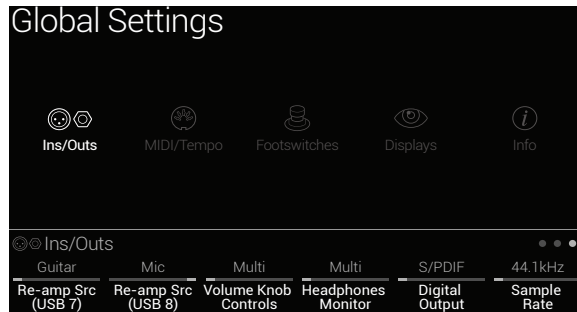 Global Settings
Ins/Outs MIDI/Tempo Footswitches Displays Info
Ins/Outs
Guitar Mic Multi Multi S/PDIF 44.1kHz
Re-amp Src Re-amp Src Volume Knob Headphones Digital Sample
(USB 7) (USB 8) Controls Monitor Output Rate